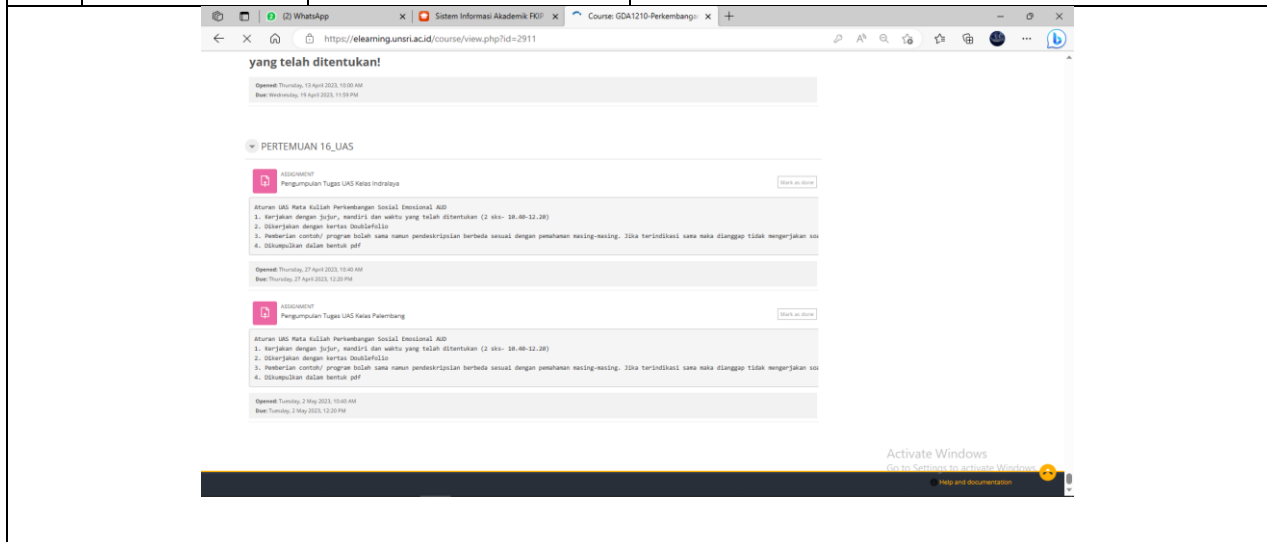 (2) WhatsApp
Sistem Informasi Akademik FKIP
Course: GDA1210-Perkembangan
https://elearning.unsri.ac.id/course/view.php?id=2911
yang telah ditentukan!
Opened: Thursday, 13 April 2023, 10:00 AM
Due: Wednesday, 19 April 2023, 11:59 PM
PERTEMUAN 16_UAS
ASSIGNMENT
Pengumpulan Tugas UAS Kelas Indralaya
Mark as done
Aturan UAS Mata Kuliah Perkembangan Sosial Emosional AUD
1. Kerjakan dengan jujur, mandiri dan waktu yang telah ditentukan (2 sks- 10.40-12.20)
2. Dikerjakan dengan kertas Doublefolio
3. Pemberian contoh/ program boleh sama namun pendeskripsian berbeda sesuai dengan pemahaman masing-masing. Jika terindikasi sama maka dianggap tidak mengerjakan soa
4. Dikumpulkan dalam bentuk pdf
Opened: Thursday, 27 April 2023, 10:40 AM
Due: Thursday, 27 April 2023, 12:20 PM
ASSIGNMENT
Pengumpulan Tugas UAS Kelas Palembang
Mark as done
Aturan UAS Mata Kuliah Perkembangan Sosial Emosional AUD
1. Kerjakan dengan jujur, mandiri dan waktu yang telah ditentukan (2 sks- 10.40-12.20)
2. Dikerjakan dengan kertas Doublefolio
3. Pemberian contoh/ program boleh sama namun pendeskripsian berbeda sesuai dengan pemahaman masing-masing. Jika terindikasi sama maka dianggap tidak mengerjakan soa
4. Dikumpulkan dalam bentuk pdf
Opened: Tuesday, 2 May 2023, 10:40 AM
Due: Tuesday, 2 May 2023, 12:20 PM
Activate Windows
Go to Settings to activate Windows.
Help and documentation